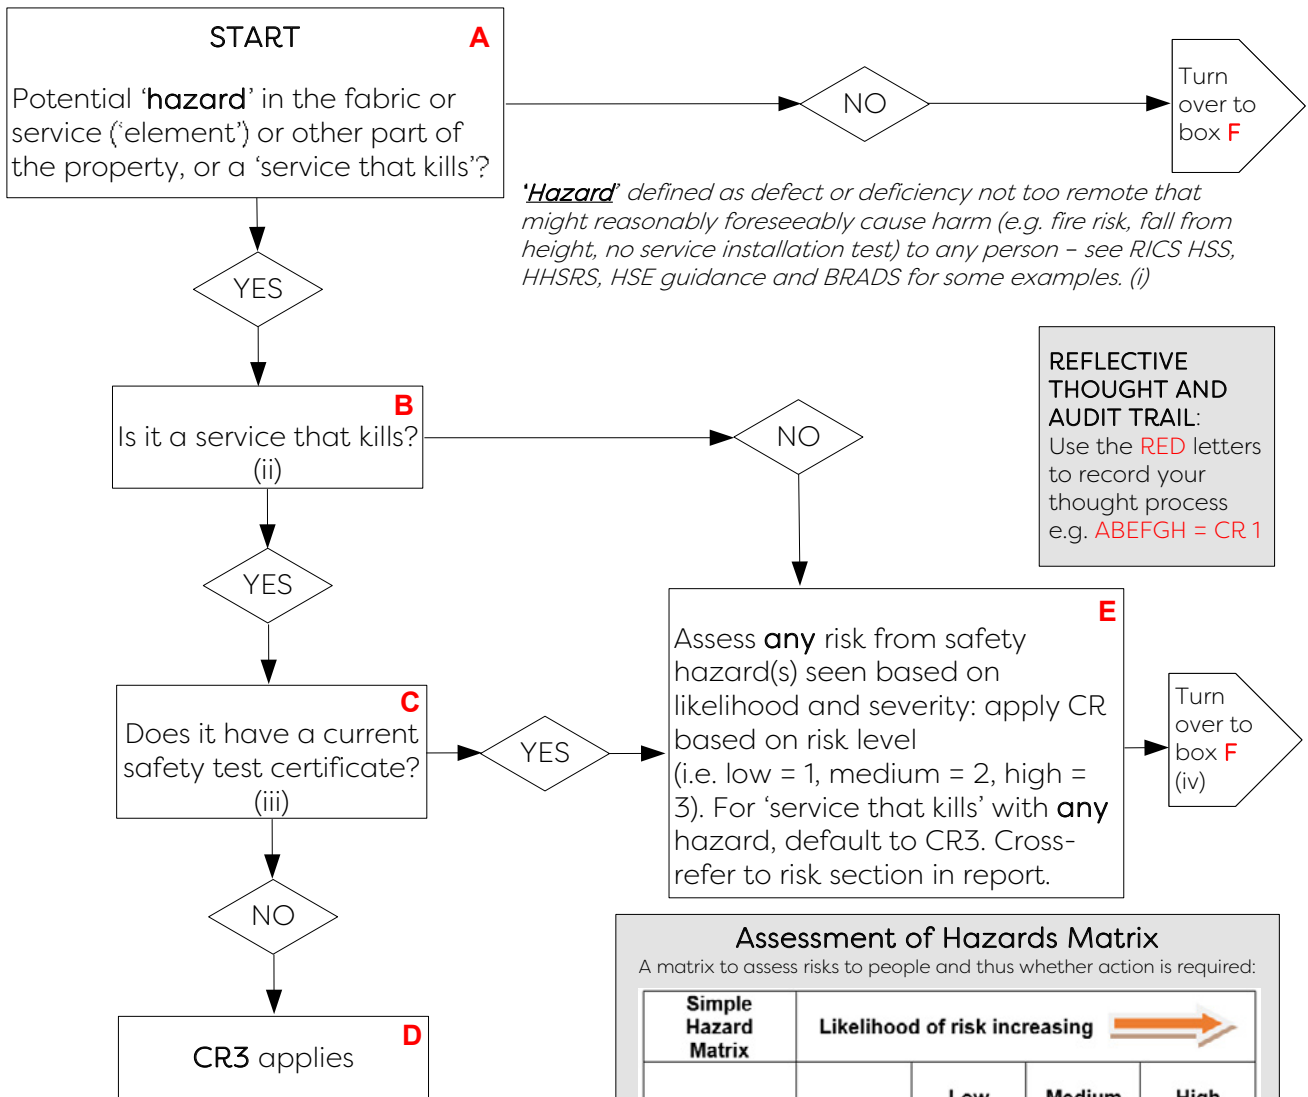 START
A
Potential ‘hazard’ in the fabric or
service (‘element’) or other part of
the property, or a ‘service that kills’?
NO
Turn
over to
box F
‘Hazard’ defined as defect or deficiency not too remote that
might reasonably foreseeably cause harm (e.g. fire risk, fall from
height, no service installation test) to any person – see RICS HSS,
HHSRS, HSE guidance and BRADS for some examples. (i)
YES
REFLECTIVE
THOUGHT AND
AUDIT TRAIL:
Use the RED letters
to record your
thought process
e.g. ABEFGH = CR 1
B
Is it a service that kills?
(ii)
NO
YES
E
Assess any risk from safety
hazard(s) seen based on
likelihood and severity: apply CR
based on risk level
(i.e. low = 1, medium = 2, high =
3). For ‘service that kills’ with any
hazard, default to CR3. Cross-
refer to risk section in report.
C
Does it have a current
safety test certificate?
(iii)
YES
Turn
over to
box F
(iv)
NO
Assessment of Hazards Matrix
A matrix to assess risks to people and thus whether action is required:
Simple
Hazard
Matrix
Likelihood of risk increasing
Low
Medium
High
D
CR3 applies